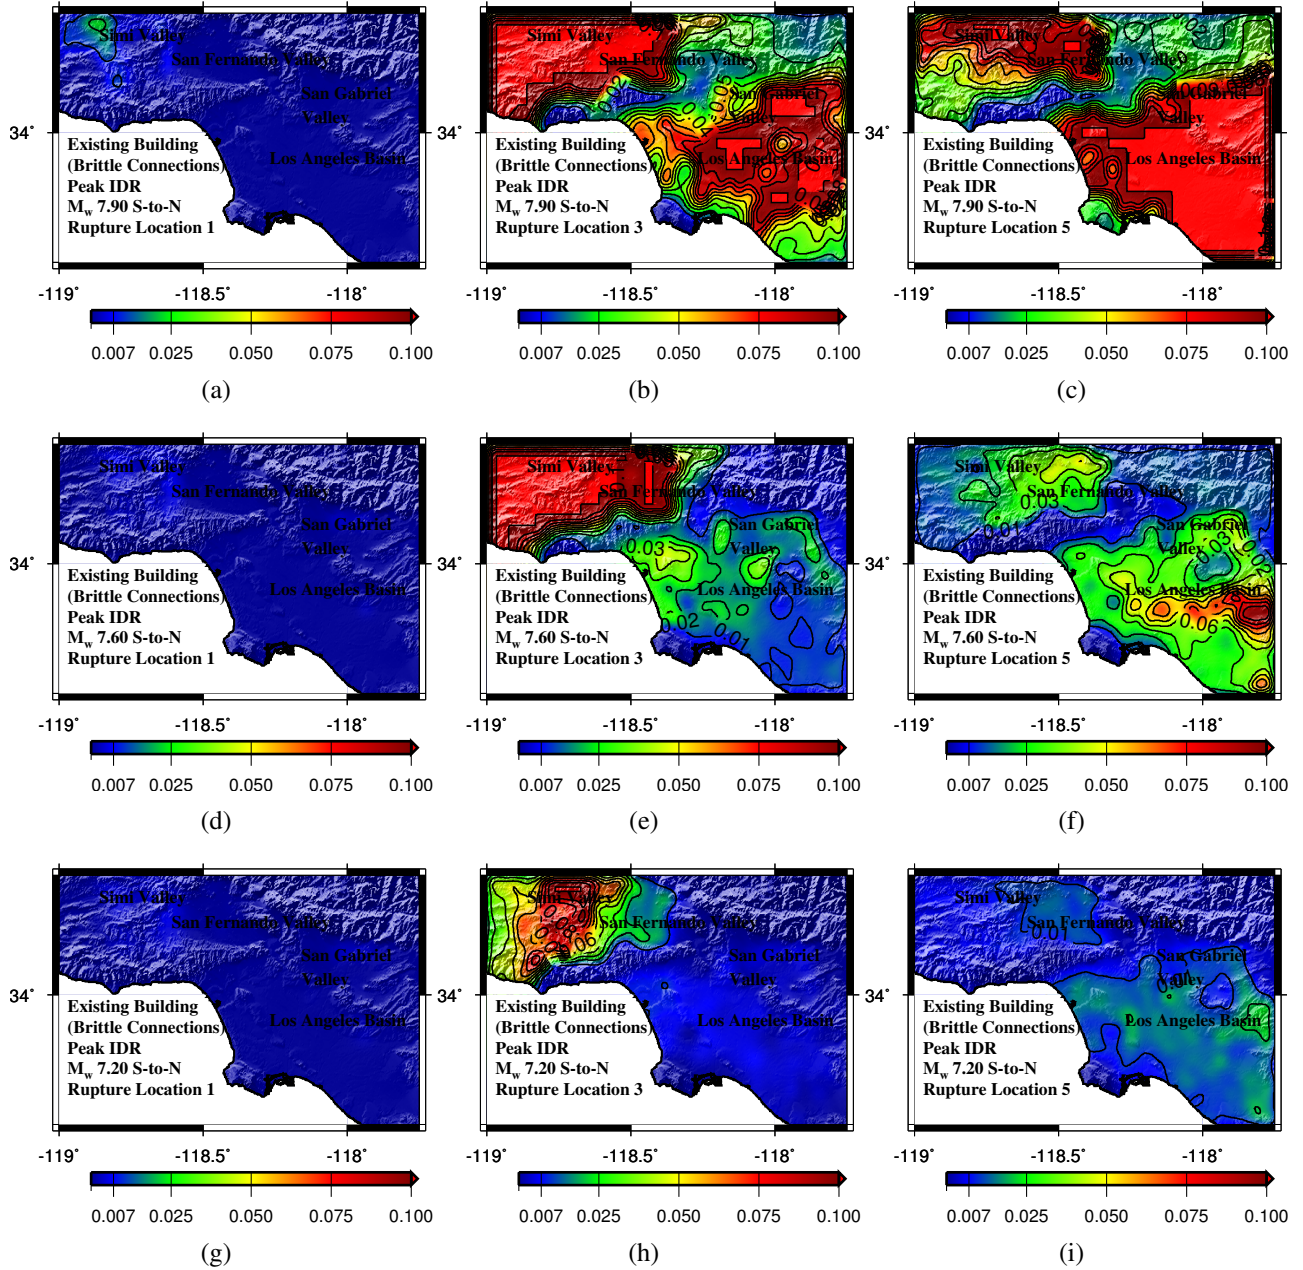 Simi Valley
San Fernando Valley
San Gabriel
Valley
Los Angeles Basin
34°
Existing Building
(Brittle Connections)
Peak IDR
Mw 7.90 S-to-N
Rupture Location 1
-119° -118.5° -118°
0.007 0.025 0.050 0.075 0.100
(a)
Simi Valley
San Fernando Valley
San Gabriel
Valley
Los Angeles Basin
34°
Existing Building
(Brittle Connections)
Peak IDR
Mw 7.90 S-to-N
Rupture Location 3
-118.5° -118°
0.007 0.025 0.050 0.075 0.100
(b)
Simi Valley
San Fernando Valley
San Gabriel
Valley
Los Angeles Basin
34°
Existing Building
(Brittle Connections)
Peak IDR
Mw 7.90 S-to-N
Rupture Location 5
-118.5° -118°
0.007 0.025 0.050 0.075 0.100
(c)
Simi Valley
San Fernando Valley
San Gabriel
Valley
Los Angeles Basin
34°
Existing Building
(Brittle Connections)
Peak IDR
Mw 7.60 S-to-N
Rupture Location 1
-119° -118.5° -118°
0.007 0.025 0.050 0.075 0.100
(d)
Simi Valley
San Fernando Valley
San Gabriel
Valley
0.03
Los Angeles Basin
34°
Existing Building
(Brittle Connections)
Peak IDR
Mw 7.60 S-to-N
Rupture Location 3
0.02 0.01
-118.5° -118°
0.007 0.025 0.050 0.075 0.100
(e)
Simi Valley
San Fernando Valley
0.03
0.01
San Gabriel
Valley
0.03
Los Angeles Basin
34°
Existing Building
(Brittle Connections)
Peak IDR
Mw 7.60 S-to-N
Rupture Location 5
0.06
-118.5° -118°
0.007 0.025 0.050 0.075 0.100
(f)
Simi Valley
San Fernando Valley
San Gabriel
Valley
Los Angeles Basin
34°
Existing Building
(Brittle Connections)
Peak IDR
Mw 7.20 S-to-N
Rupture Location 1
-119° -118.5° -118°
0.007 0.025 0.050 0.075 0.100
(g)
Simi Valley
San Fernando Valley
0.06
San Gabriel
Valley
Los Angeles Basin
34°
Existing Building
(Brittle Connections)
Peak IDR
Mw 7.20 S-to-N
Rupture Location 3
-118.5° -118°
0.007 0.025 0.050 0.075 0.100
(h)
Simi Valley
San Fernando Valley
0.01
San Gabriel
Valley
Los Angeles Basin
34°
Existing Building
(Brittle Connections)
Peak IDR
Mw 7.20 S-to-N
Rupture Location 5
-118.5° -118°
0.007 0.025 0.050 0.075 0.100
(i)